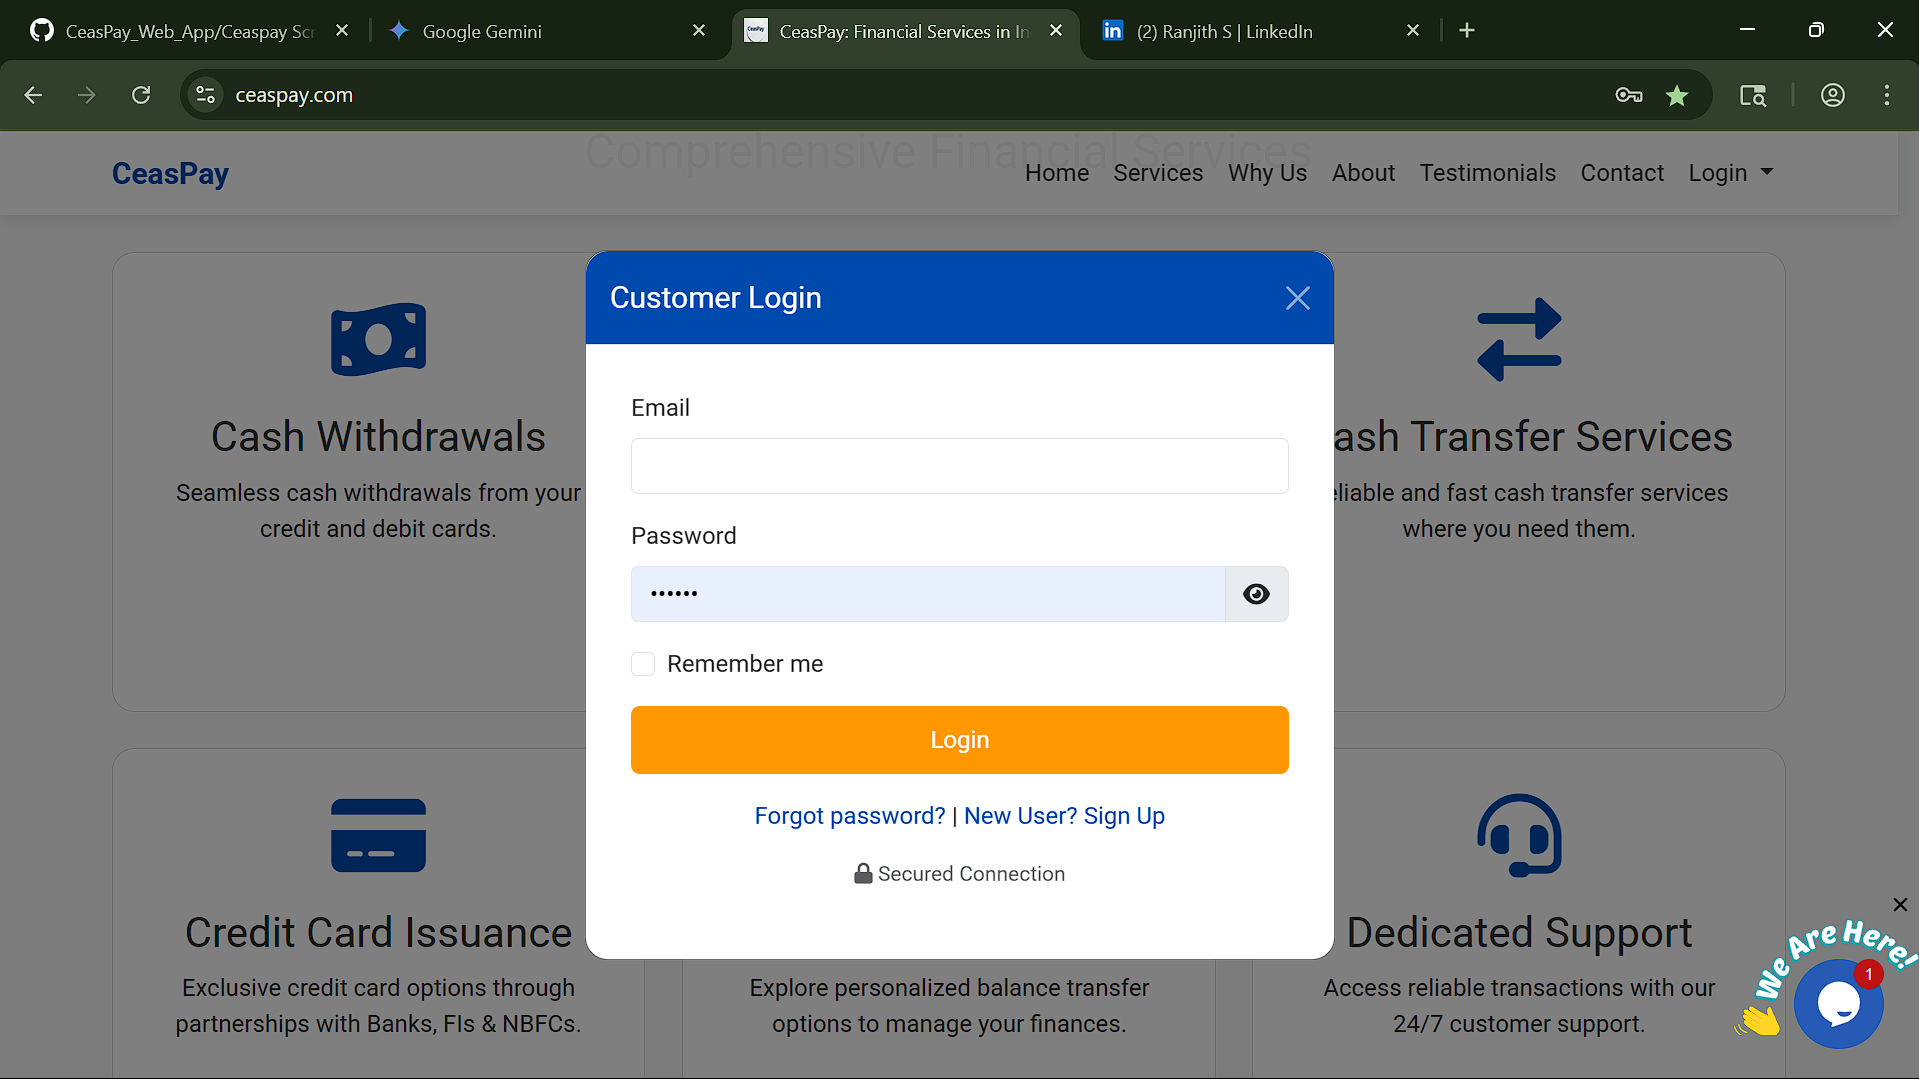 CeasPay_Web_App/Ceaspay Scr
Google Gemini
CeasPay: Financial Services in In
(2) Ranjith S | LinkedIn
ceaspay.com
Comprehensive Financial Services
CeasPay
Home Services Why Us About Testimonials Contact Login
Customer Login
Email
Password
••••••
Remember me
Login
Forgot password? | New User? Sign Up
Secured Connection
Cash Withdrawals
Seamless cash withdrawals from your
credit and debit cards.
ash Transfer Services
eliable and fast cash transfer services
where you need them.
Credit Card Issuance
Exclusive credit card options through
partnerships with Banks, FIs & NBFCs.
Explore personalized balance transfer
options to manage your finances.
Dedicated Support
Access reliable transactions with our
24/7 customer support.
We Are Here!
1